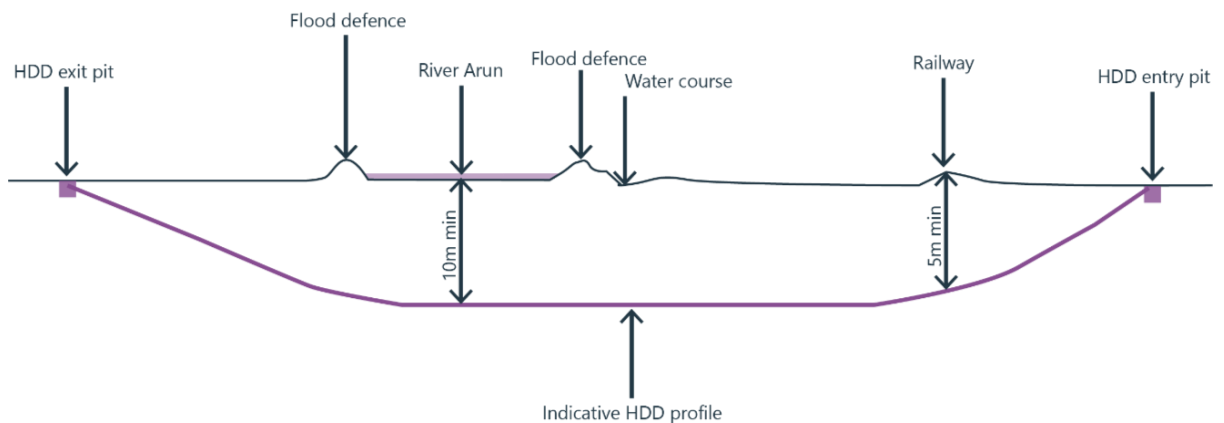 Flood defence
HDD exit pit
River Arun
Flood defence
Water course
Railway
HDD entry pit
10m min
5m min
Indicative HDD profile